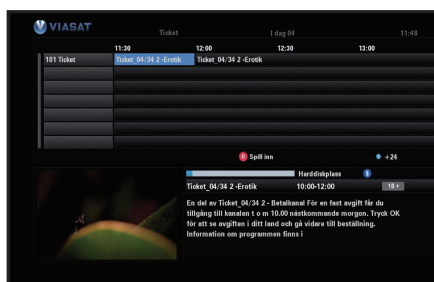 VIASAT Ticket I dag 04 11:48
11:30 12:00 12:30 13:00
101 Ticket Ticket_04/34 2 -Erotik Ticket_04/34 2 -Erotik
R Spill inn +24
Harddiskplass $
Ticket_04/34 2 -Erotik 10:00-12:00 18+
En del av Ticket_04/34 2 - Betalkanal För en fast avgift får du
tillgång till kanalen t o m 10.00 nästkommande morgon. Tryck OK
för att se avgiften i ditt land och gå vidare till beställning.
Information om programmen finns i